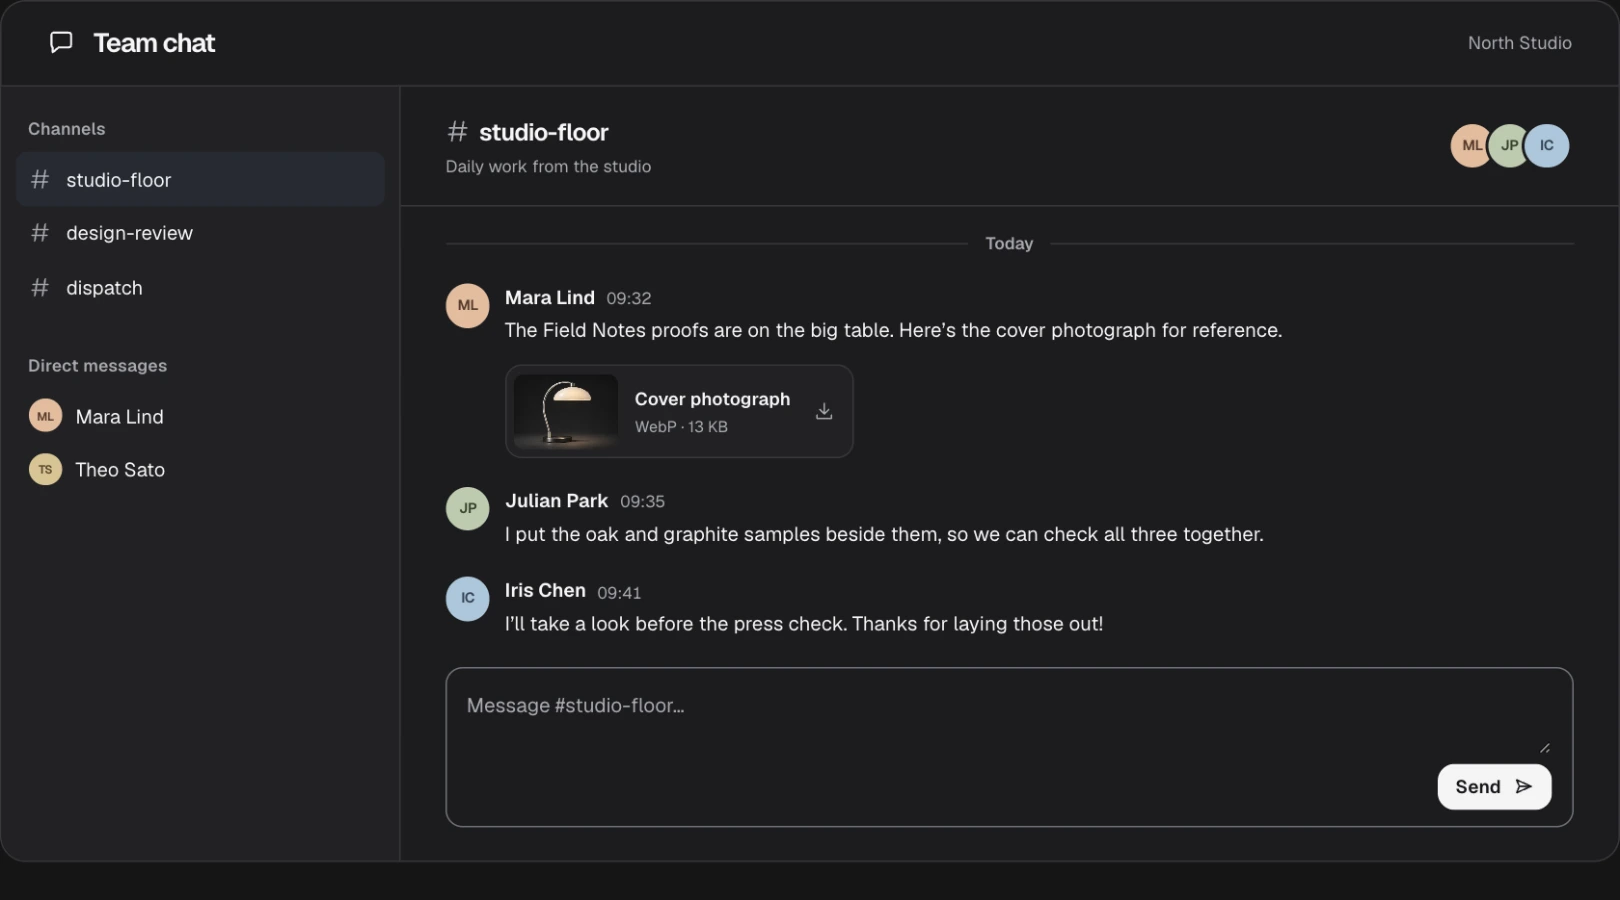 Team chat
North Studio
Channels
# studio-floor
# design-review
# dispatch
Direct messages
ML Mara Lind
TS Theo Sato
# studio-floor
Daily work from the studio
ML JP IC
Today
ML
Mara Lind 09:32
The Field Notes proofs are on the big table. Here’s the cover photograph for reference.
Cover photograph
WebP · 13 KB
JP
Julian Park 09:35
I put the oak and graphite samples beside them, so we can check all three together.
IC
Iris Chen 09:41
I’ll take a look before the press check. Thanks for laying those out!
Message #studio-floor…
Send